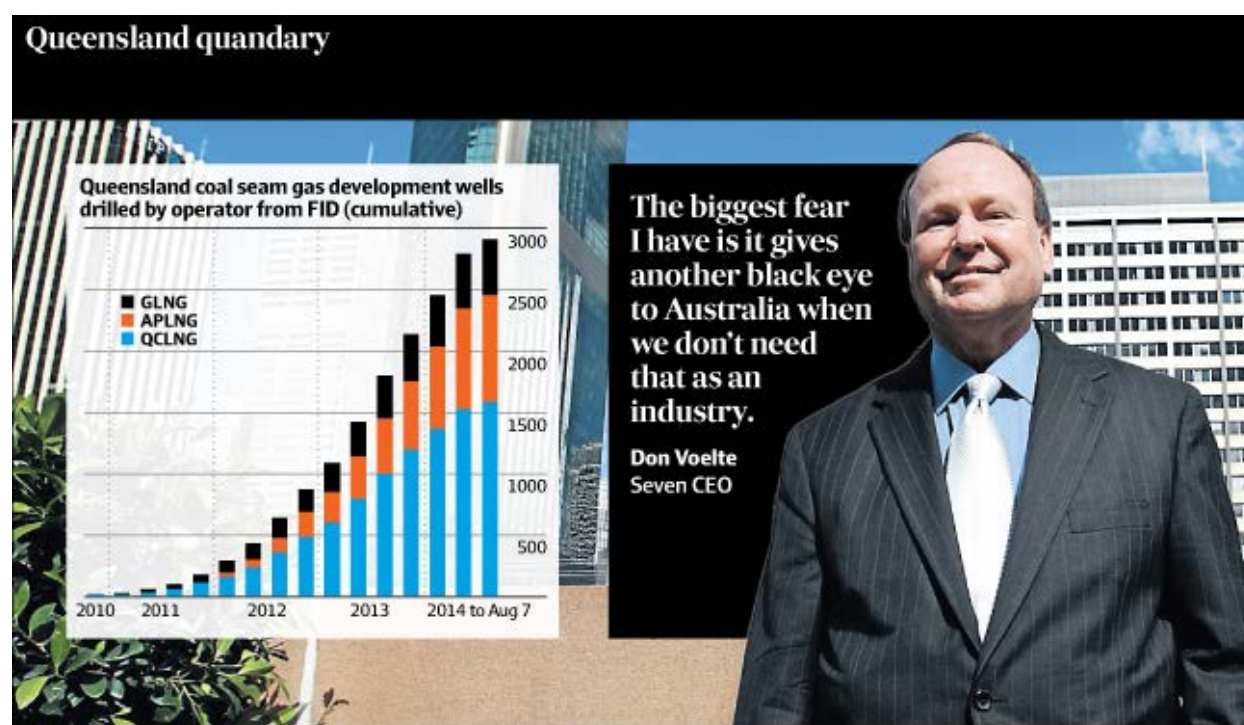 Queensland quandary
Queensland coal seam gas development wells
drilled by operator from FID (cumulative)
3000
GLNG
2500
APLNG
QCLNG
2000
1500
1000
500
2010 2011 2012 2013 2014 to Aug 7
The biggest fear
I have is it gives
another black eye
to Australia when
we don't need
that as an
industry.
Don Voelte
Seven CEO